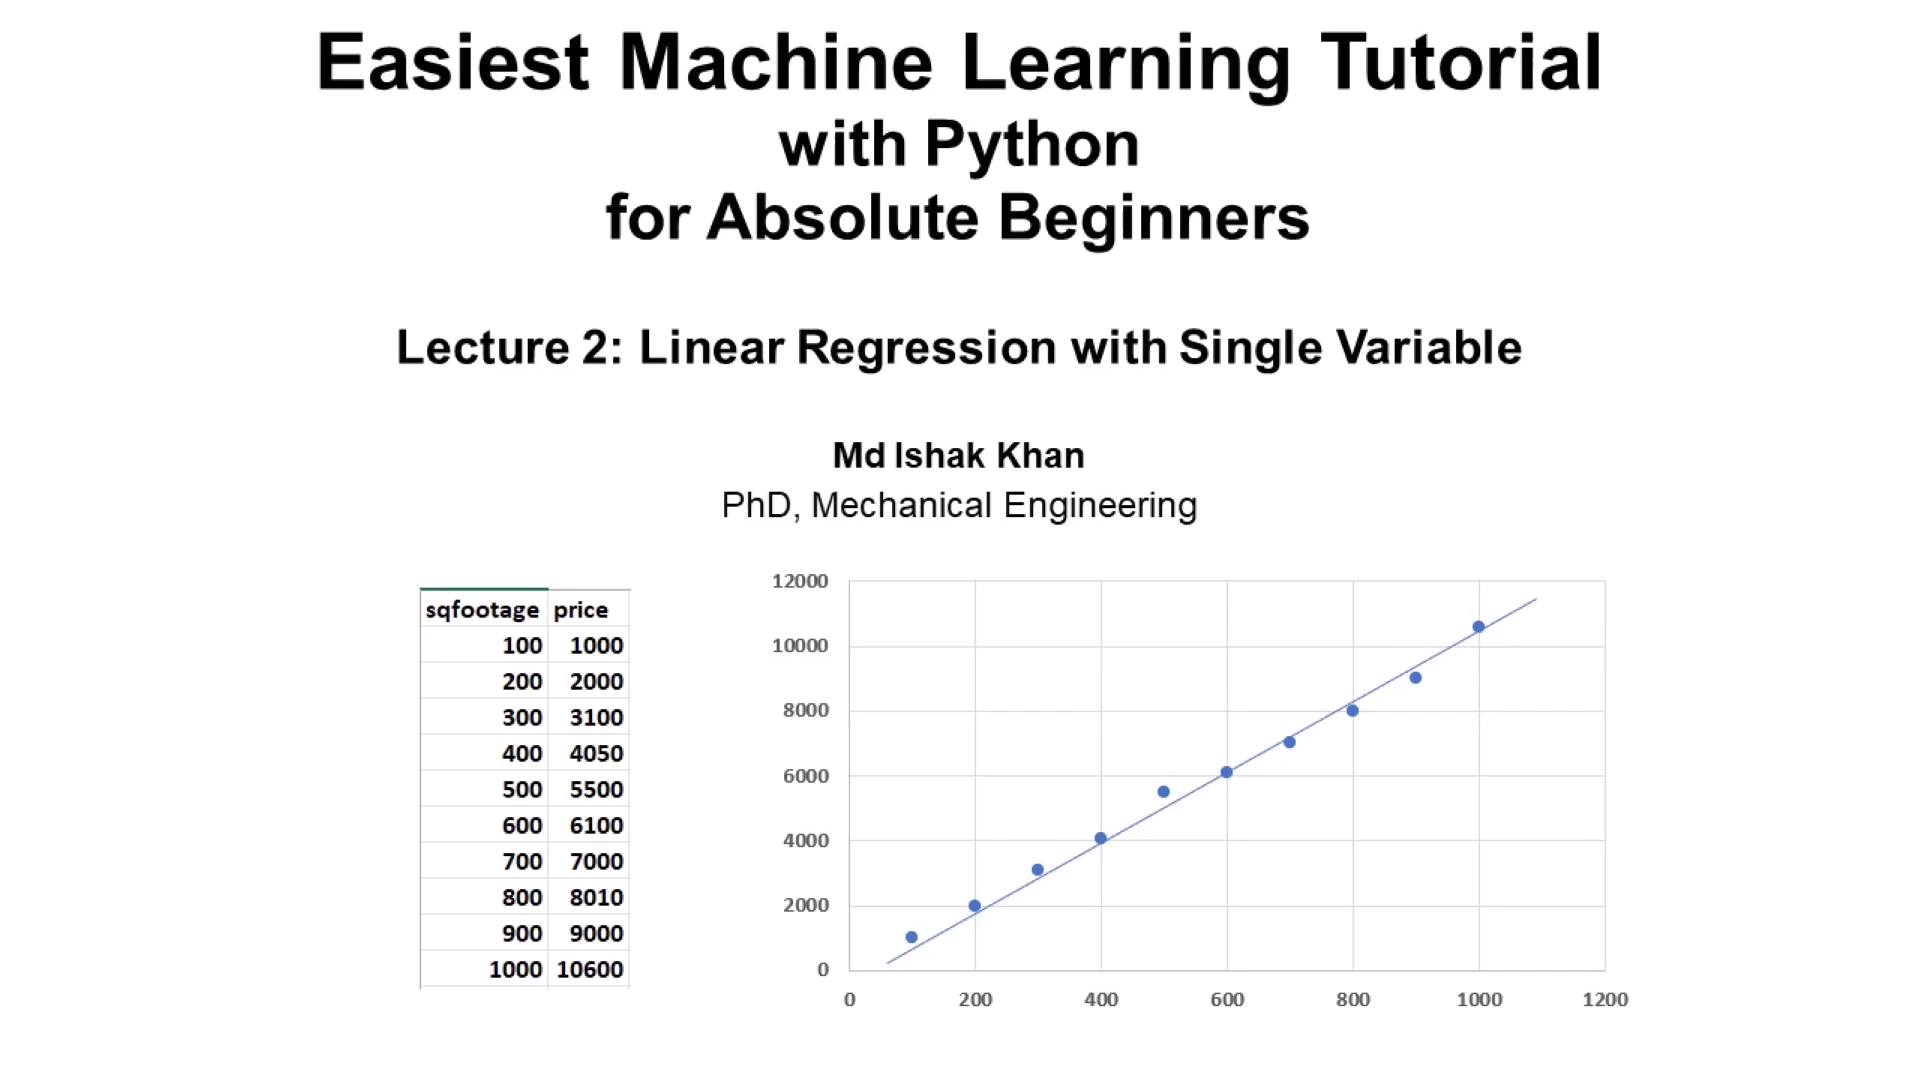 Easiest Machine Learning Tutorial
with Python
for Absolute Beginners
Lecture 2: Linear Regression with Single Variable
Md Ishak Khan
PhD, Mechanical Engineering
sqfootage price
100 1000
200 2000
300 3100
400 4050
500 5500
600 6100
700 7000
800 8010
900 9000
1000 10600
12000
10000
8000
6000
4000
2000
0
0 200 400 600 800 1000 1200